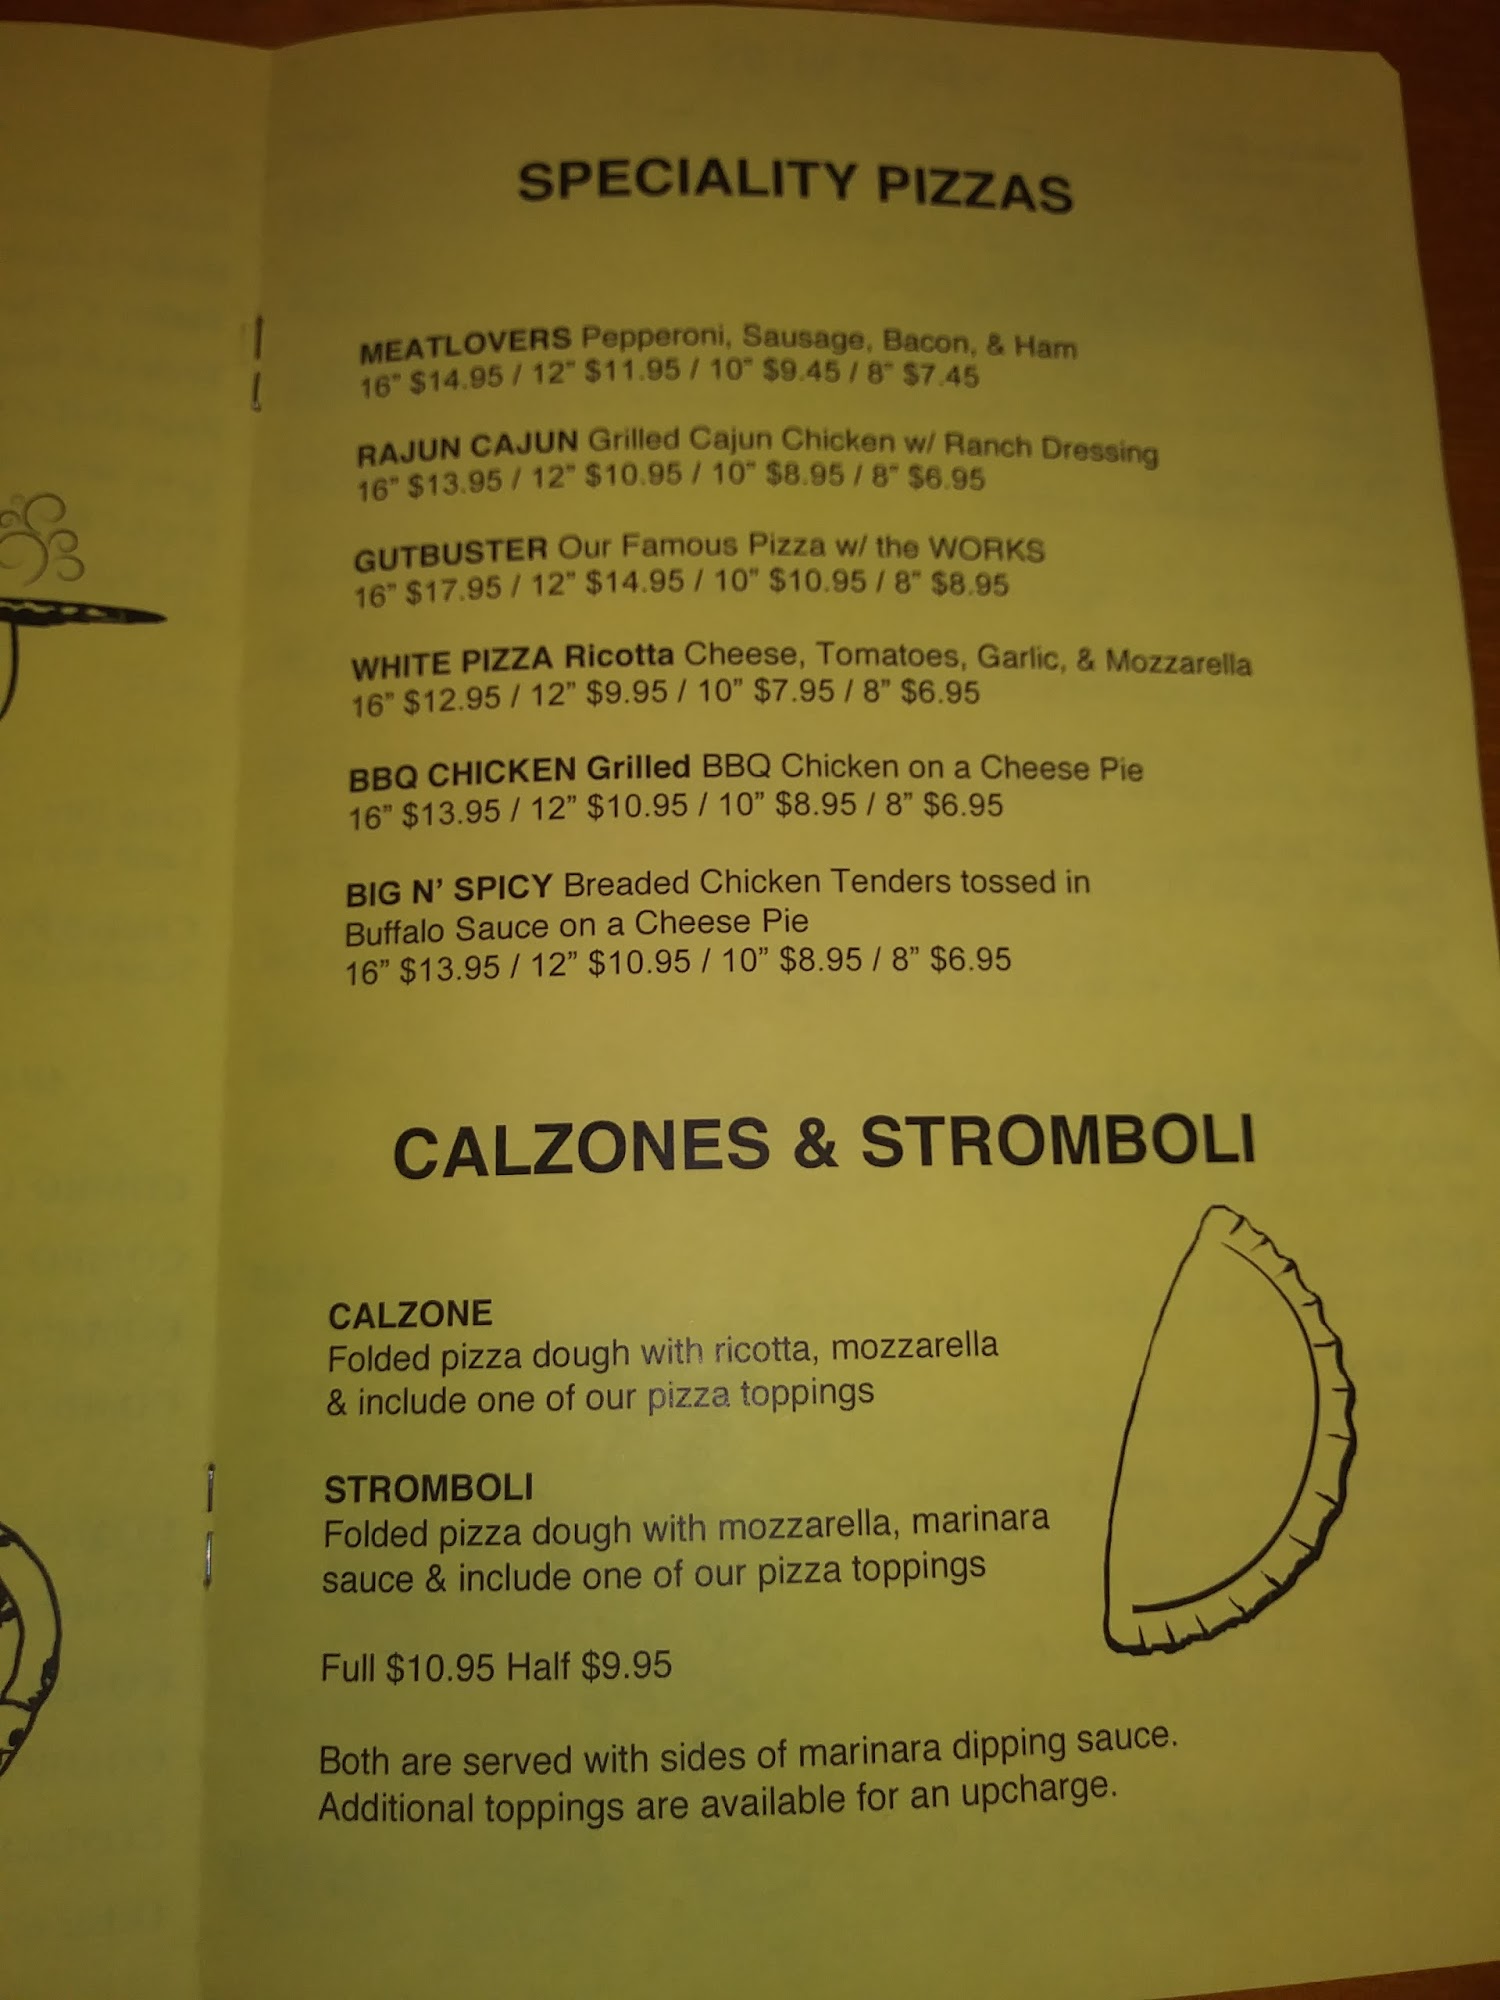 SPECIALITY PIZZAS
MEATLOVERS Pepperoni, Sausage, Bacon, & Ham
16” $14.95 / 12” $11.95 / 10” $9.45 / 8” $7.45
RAJUN CAJUN Grilled Cajun Chicken w/ Ranch Dressing
16” $13.95 / 12” $10.95 / 10” $8.95 / 8” $6.95
GUTBUSTER Our Famous Pizza w/ the WORKS
16” $17.95 / 12” $14.95 / 10” $10.95 / 8” $8.95
WHITE PIZZA Ricotta Cheese, Tomatoes, Garlic, & Mozzarella
16” $12.95 / 12” $9.95 / 10” $7.95 / 8” $6.95
BBQ CHICKEN Grilled BBQ Chicken on a Cheese Pie
16” $13.95 / 12” $10.95 / 10” $8.95 / 8” $6.95
BIG N’ SPICY Breaded Chicken Tenders tossed in
Buffalo Sauce on a Cheese Pie
16” $13.95 / 12” $10.95 / 10” $8.95 / 8” $6.95
CALZONES & STROMBOLI
CALZONE
Folded pizza dough with ricotta, mozzarella
& include one of our pizza toppings
STROMBOLI
Folded pizza dough with mozzarella, marinara
sauce & include one of our pizza toppings
Full $10.95 Half $9.95
Both are served with sides of marinara dipping sauce.
Additional toppings are available for an upcharge.